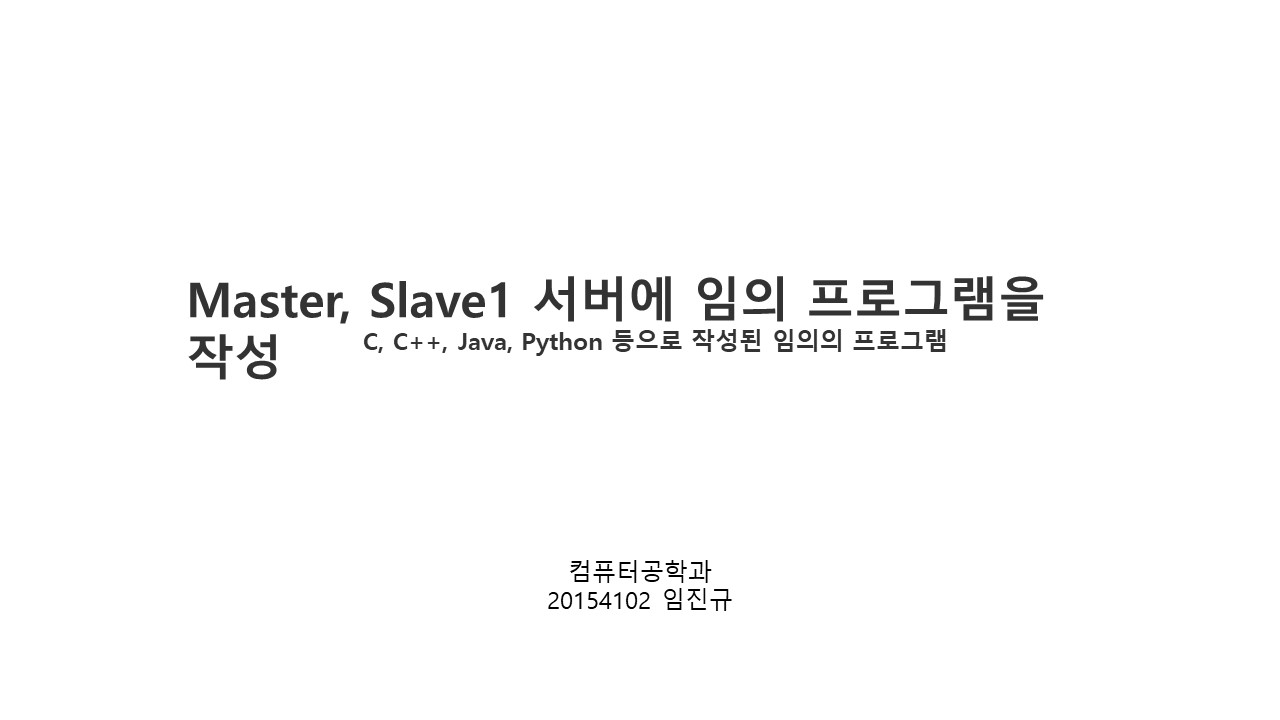 Master, Slave1 서버에 임의 프로그램을
작성
C, C++, Java, Python 등으로 작성된 임의의 프로그램
컴퓨터공학과
20154102 임진규